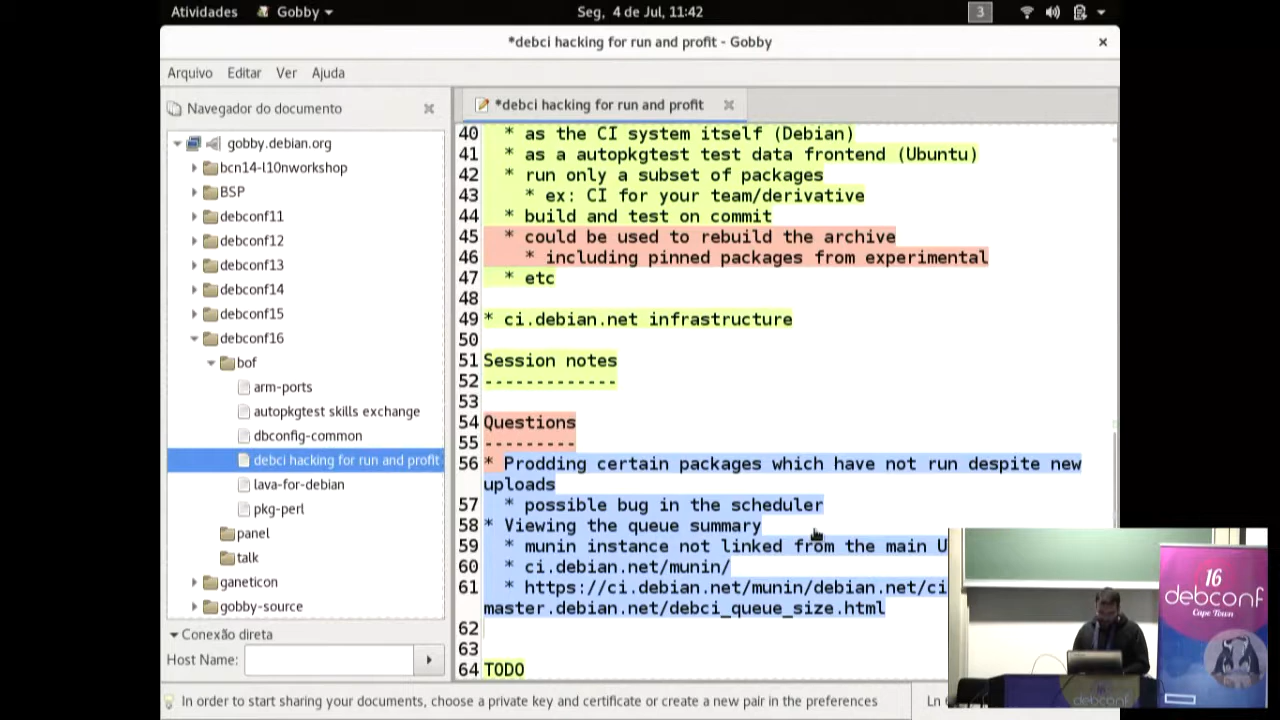 Atividades Gobby Seg, 4 de Jul, 11:42 3
*debci hacking for run and profit - Gobby
Arquivo Editar Ver Ajuda
Navegador do documento
gobby.debian.org
bcn14-l10nworkshop
BSP
debconf11
debconf12
debconf13
debconf14
debconf15
debconf16
bof
arm-ports
autopkgtest skills exchange
dbconfig-common
debci hacking for run and profit
lava-for-debian
pkg-perl
panel
talk
ganeticon
gobby-source
Conexão direta
Host Name:
*debci hacking for run and profit
40 * as the CI system itself (Debian)
41 * as a autopkgtest test data frontend (Ubuntu)
42 * run only a subset of packages
43 * ex: CI for your team/derivative
44 * build and test on commit
45 * could be used to rebuild the archive
46 * including pinned packages from experimental
47 * etc
48
49 * ci.debian.net infrastructure
50
51 Session notes
52 -------------
53
54 Questions
55 ---------
56 * Prodding certain packages which have not run despite new
uploads
57 * possible bug in the scheduler
58 * Viewing the queue summary
59 * munin instance not linked from the main U
60 * ci.debian.net/munin/
61 * https://ci.debian.net/munin/debian.net/ci
master.debian.net/debci_queue_size.html
62
63
64 TODO
In order to start sharing your documents, choose a private key and certificate or create a new pair in the preferences
Ln
16
debconf
Cape Town
16
debconf